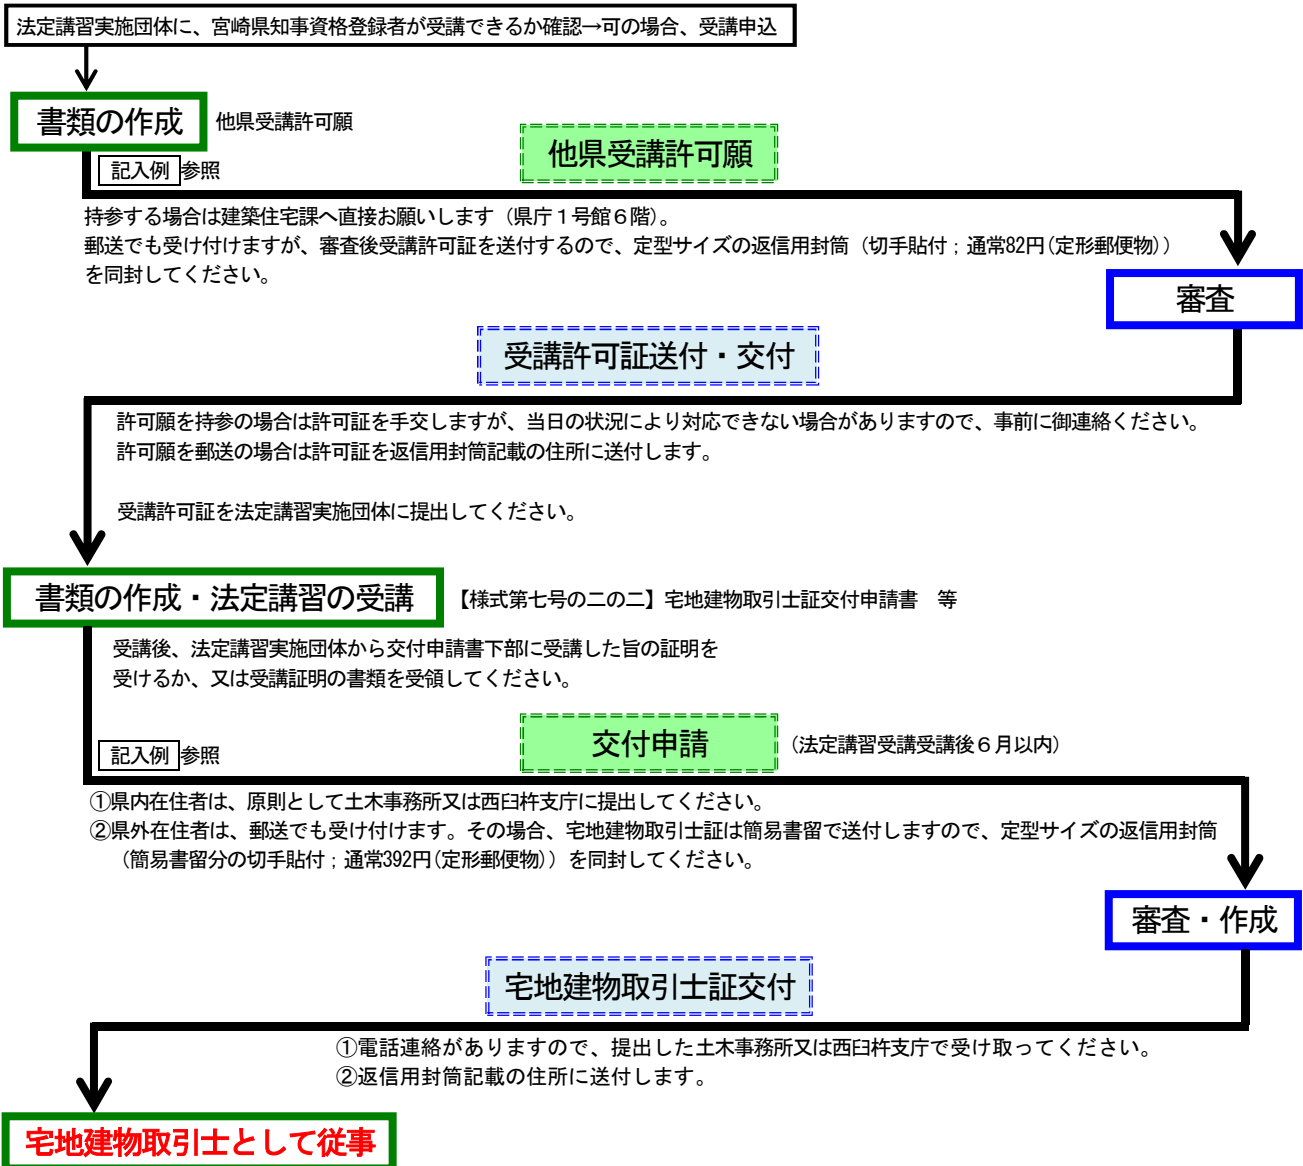 法定講習実施団体に、宮崎県知事資格登録者が受講できるか確認→可の場合、受講申込
書類の作成
他県受講許可願
他県受講許可願
記入例 参照
持参する場合は建築住宅課へ直接お願いします（県庁１号館６階）。
郵送でも受け付けますが、審査後受講許可証を送付するので、定型サイズの返信用封筒（切手貼付；通常82円(定形郵便物)）
を同封してください。
審査
受講許可証送付・交付
許可願を持参の場合は許可証を手交しますが、当日の状況により対応できない場合がありますので、事前に御連絡ください。
許可願を郵送の場合は許可証を返信用封筒記載の住所に送付します。
受講許可証を法定講習実施団体に提出してください。
書類の作成・法定講習の受講
【様式第七号の二の二】宅地建物取引士証交付申請書　等
受講後、法定講習実施団体から交付申請書下部に受講した旨の証明を
受けるか、又は受講証明の書類を受領してください。
交付申請
（法定講習受講受講後６月以内）
記入例 参照
①県内在住者は、原則として土木事務所又は西臼杵支庁に提出してください。
②県外在住者は、郵送でも受け付けます。その場合、宅地建物取引士証は簡易書留で送付しますので、定型サイズの返信用封筒
（簡易書留分の切手貼付；通常392円(定形郵便物)）を同封してください。
審査・作成
宅地建物取引士証交付
①電話連絡がありますので、提出した土木事務所又は西臼杵支庁で受け取ってください。
②返信用封筒記載の住所に送付します。
宅地建物取引士として従事